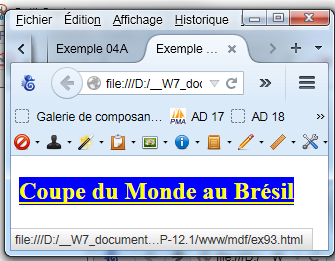 Fichier Édition Affichage Historique
Exemple 04A Exemple ...
file:///D:/__W7_doc
Galerie de composan... PMA AD 17 AD 18 »
Coupe du Monde au Brésil
file:///D:/__W7_document...P-12.1/www/mdf/ex93.html